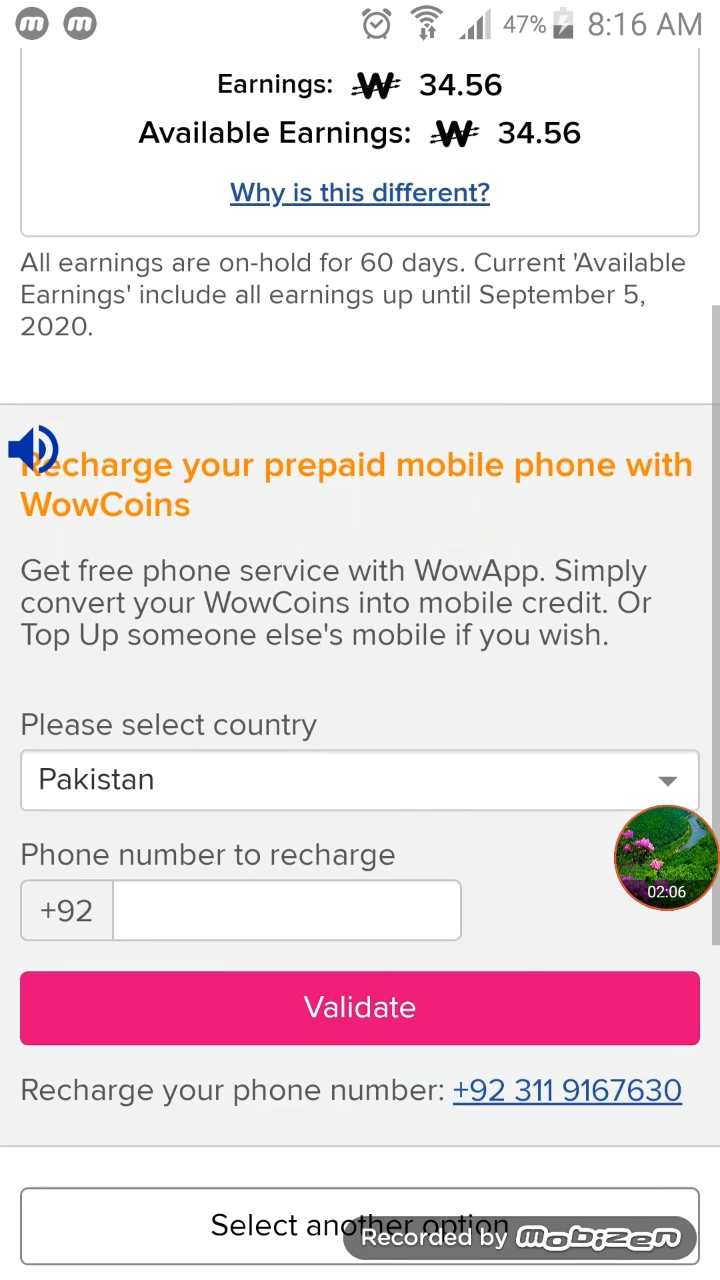 47% 8:16 AM
Earnings: W 34.56
Available Earnings: W 34.56
Why is this different?
All earnings are on-hold for 60 days. Current 'Available
Earnings' include all earnings up until September 5,
2020.
Recharge your prepaid mobile phone with
WowCoins
Get free phone service with WowApp. Simply
convert your WowCoins into mobile credit. Or
Top Up someone else's mobile if you wish.
Please select country
Pakistan
Phone number to recharge
02:06
+92
Validate
Recharge your phone number: +92 311 9167630
Select another option
Recorded by mobizen